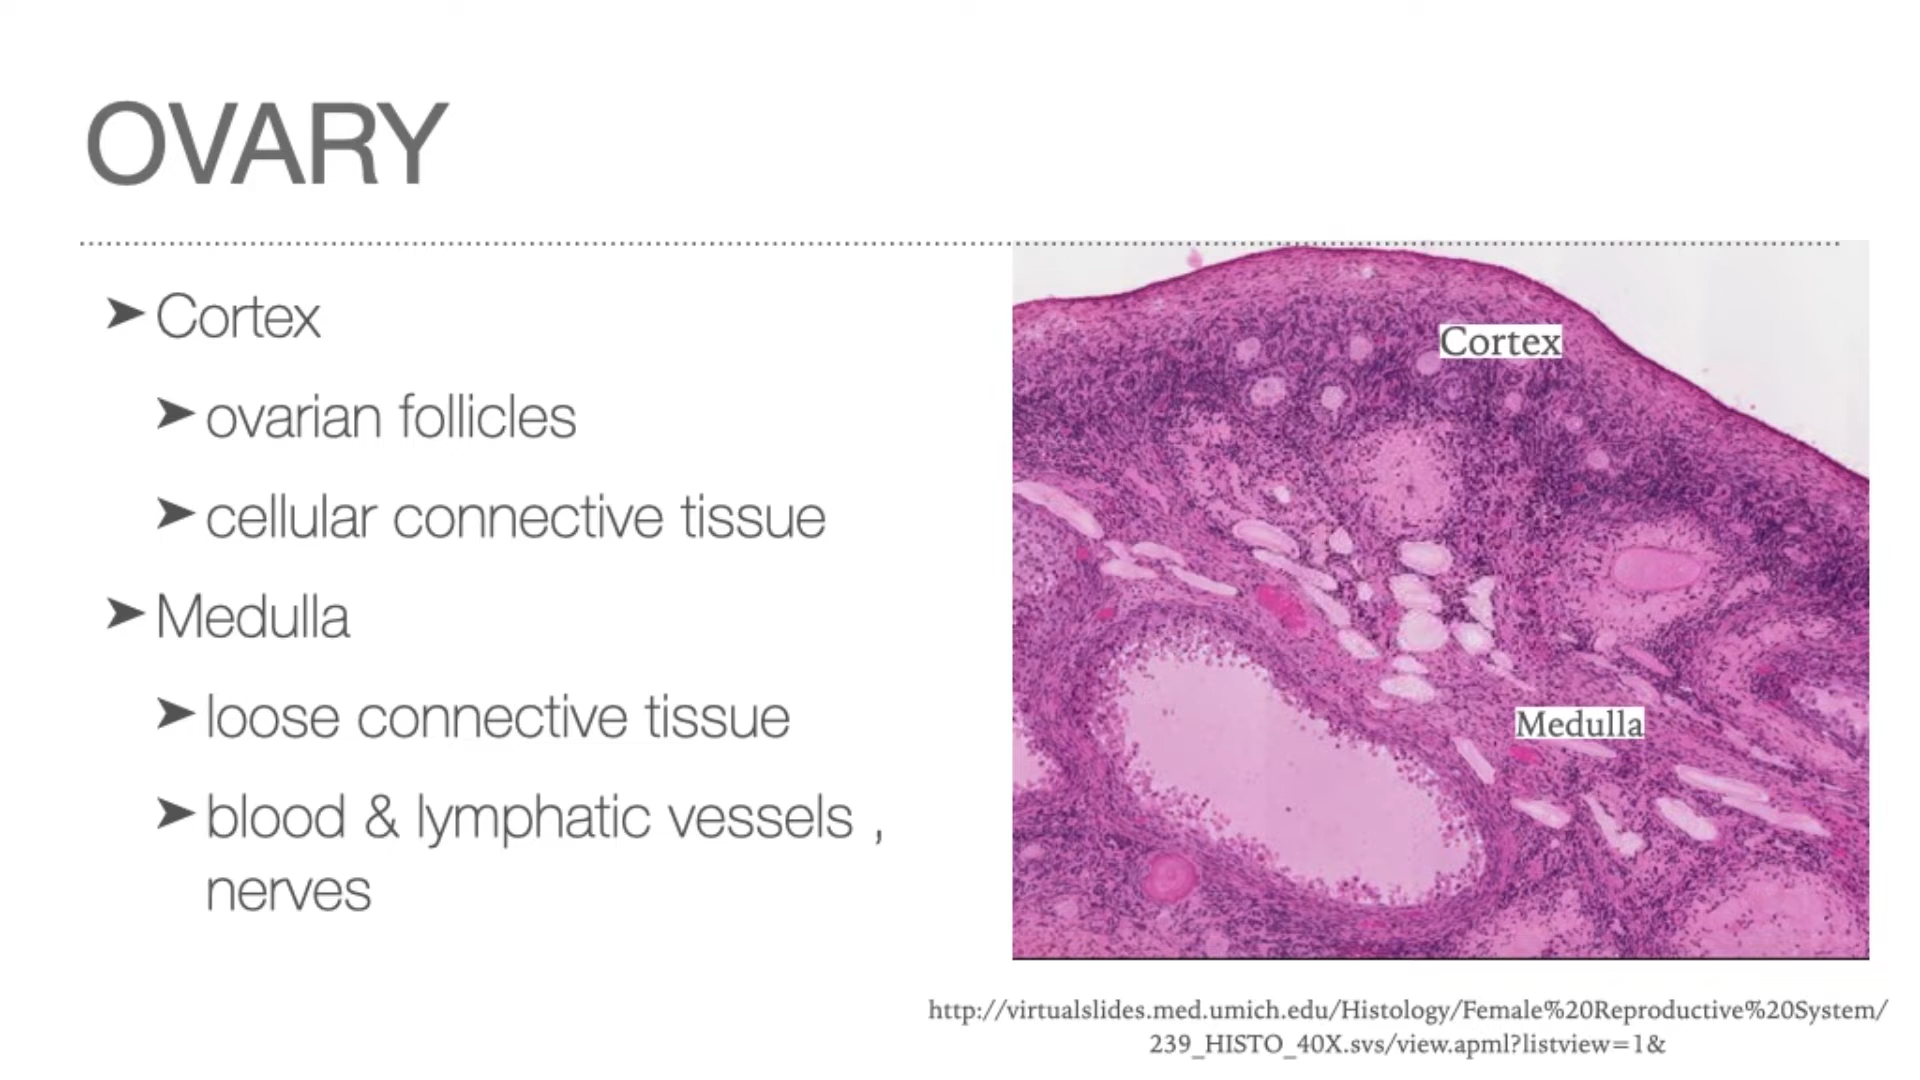 OVARY
➤ Cortex
➤ ovarian follicles
➤ cellular connective tissue
➤ Medulla
➤ loose connective tissue
➤ blood & lymphatic vessels ,
nerves
Cortex
Medulla
http://virtualslides.med.umich.edu/Histology/Female%20Reproductive%20System/
239_HISTO_40X.svs/view.apml?listview=1&